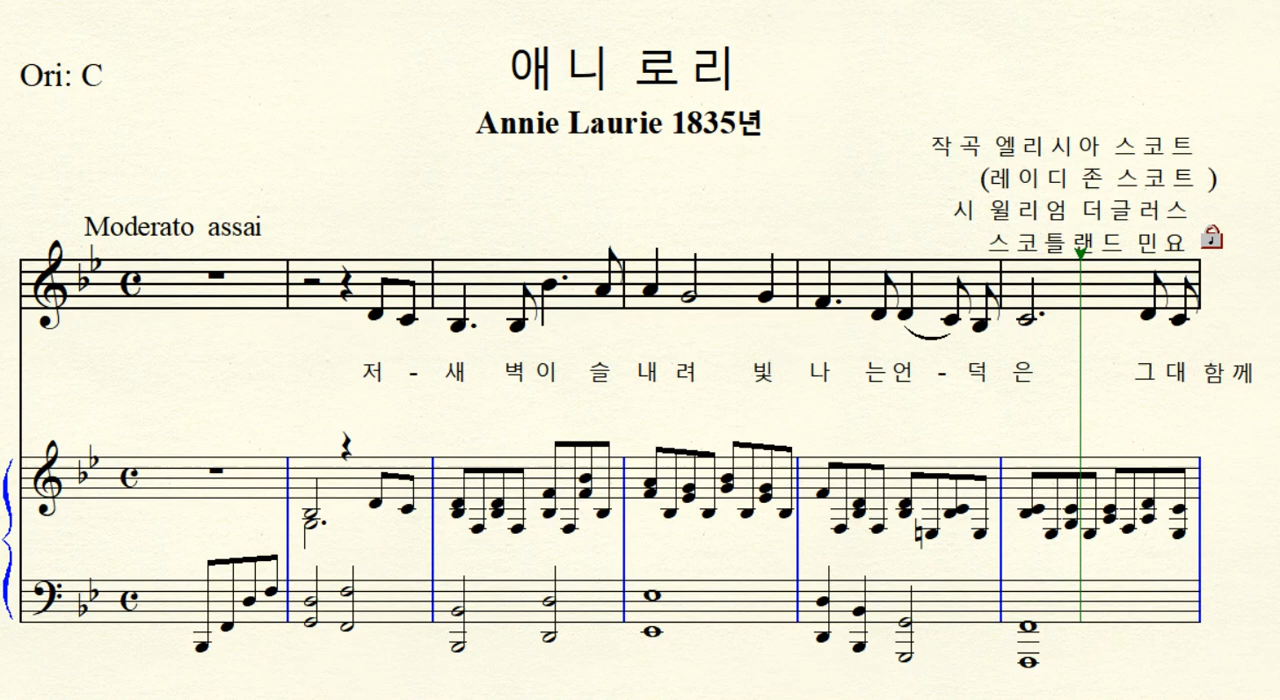 애니 로리
Ori: C
Annie Laurie 1835년
작곡 엘리시아 스코트
(레이디 존 스코트 )
시 윌리엄 더글러스
스코틀랜드 민요
Moderato assai
저 - 새 벽이 슬 내려 빛 나 는언 - 덕 은 그대 함께